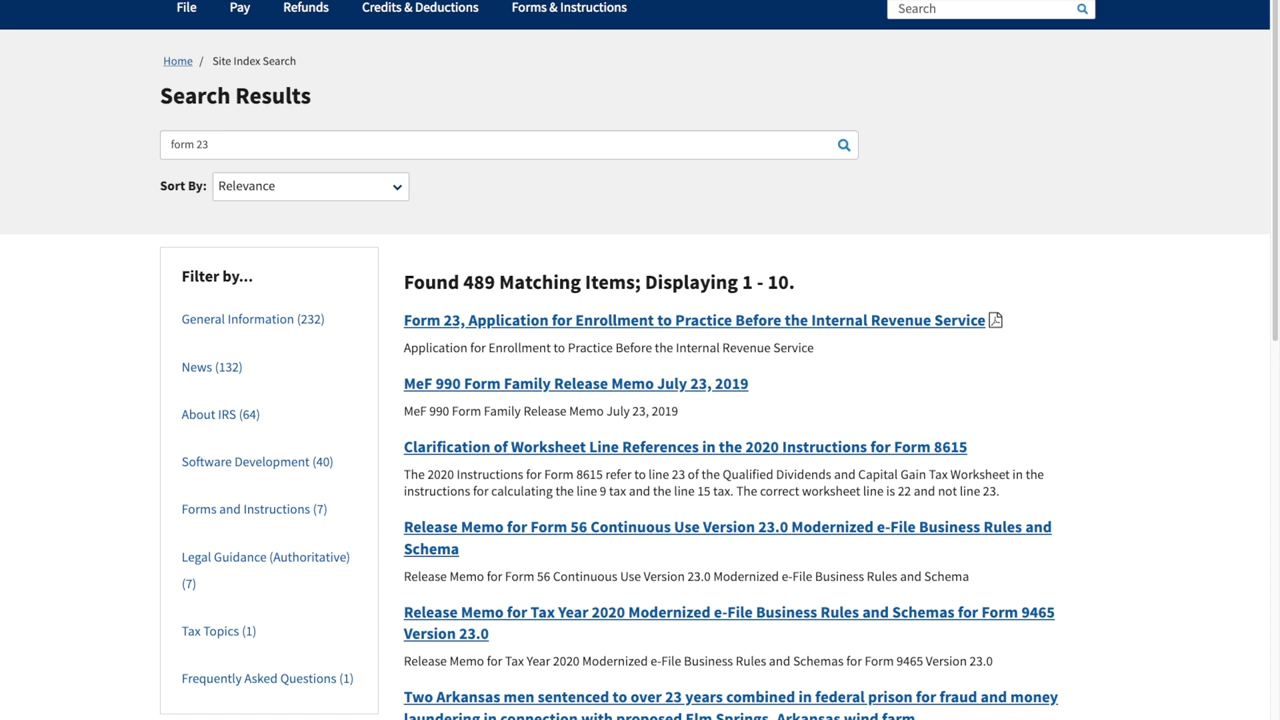 File Pay Refunds Credits & Deductions Forms & Instructions Search
Home / Site Index Search
Search Results
form 23
Sort By: Relevance
Filter by...
General Information (232)
News (132)
About IRS (64)
Software Development (40)
Forms and Instructions (7)
Legal Guidance (Authoritative)
(7)
Tax Topics (1)
Frequently Asked Questions (1)
Found 489 Matching Items; Displaying 1 - 10.
Form 23, Application for Enrollment to Practice Before the Internal Revenue Service
Application for Enrollment to Practice Before the Internal Revenue Service
MeF 990 Form Family Release Memo July 23, 2019
MeF 990 Form Family Release Memo July 23, 2019
Clarification of Worksheet Line References in the 2020 Instructions for Form 8615
The 2020 Instructions for Form 8615 refer to line 23 of the Qualified Dividends and Capital Gain Tax Worksheet in the
instructions for calculating the line 9 tax and the line 15 tax. The correct worksheet line is 22 and not line 23.
Release Memo for Form 56 Continuous Use Version 23.0 Modernized e-File Business Rules and
Schema
Release Memo for Form 56 Continuous Use Version 23.0 Modernized e-File Business Rules and Schema
Release Memo for Tax Year 2020 Modernized e-File Business Rules and Schemas for Form 9465
Version 23.0
Release Memo for Tax Year 2020 Modernized e-File Business Rules and Schemas for Form 9465 Version 23.0
Two Arkansas men sentenced to over 23 years combined in federal prison for fraud and money
laundering in connection with proposed Elm Springs, Arkansas wind farm